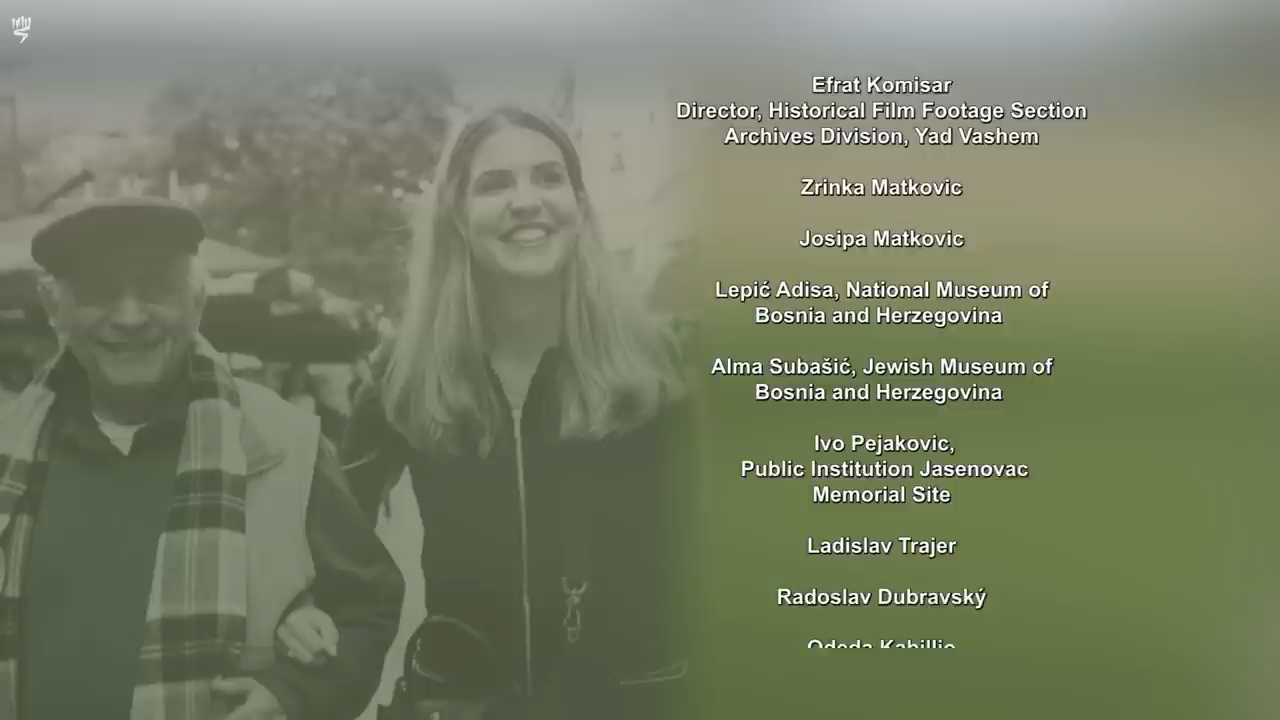 Efrat Komisar
Director, Historical Film Footage Section
Archives Division, Yad Vashem
Zrinka Matkovic
Josipa Matkovic
Lepić Adisa, National Museum of
Bosnia and Herzegovina
Alma Subašić, Jewish Museum of
Bosnia and Herzegovina
Ivo Pejakovic,
Public Institution Jasenovac
Memorial Site
Ladislav Trajer
Radoslav Dubravský